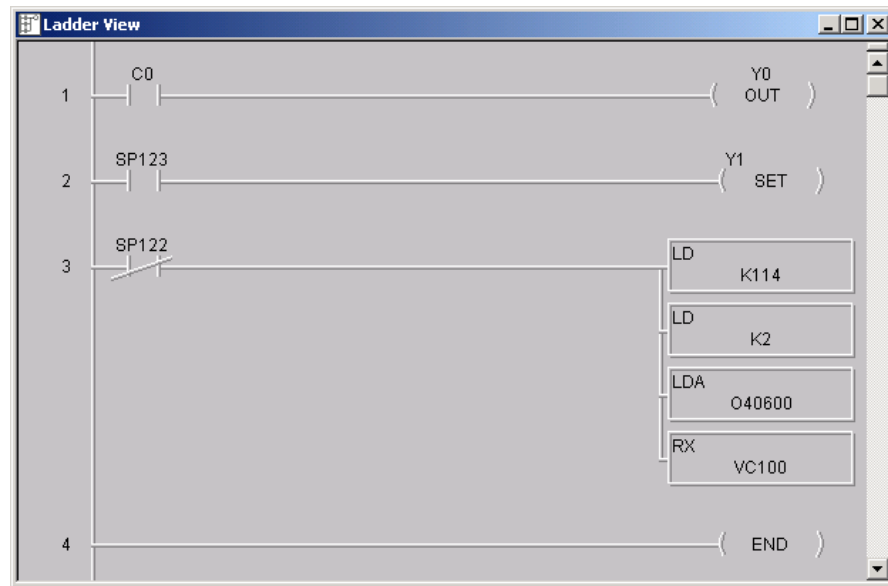 Ladder View
C0 Y0
1 ( OUT )
SP123 Y1
2 ( SET )
SP122
3 LD
K114
LD
K2
LDA
O40600
RX
VC100
4 ( END )